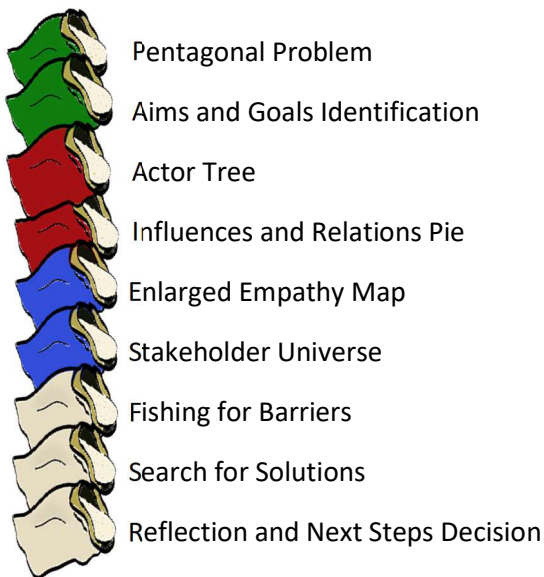 Pentagonal Problem
Aims and Goals Identification
Actor Tree
Influences and Relations Pie
Enlarged Empathy Map
Stakeholder Universe
Fishing for Barriers
Search for Solutions
Reflection and Next Steps Decision